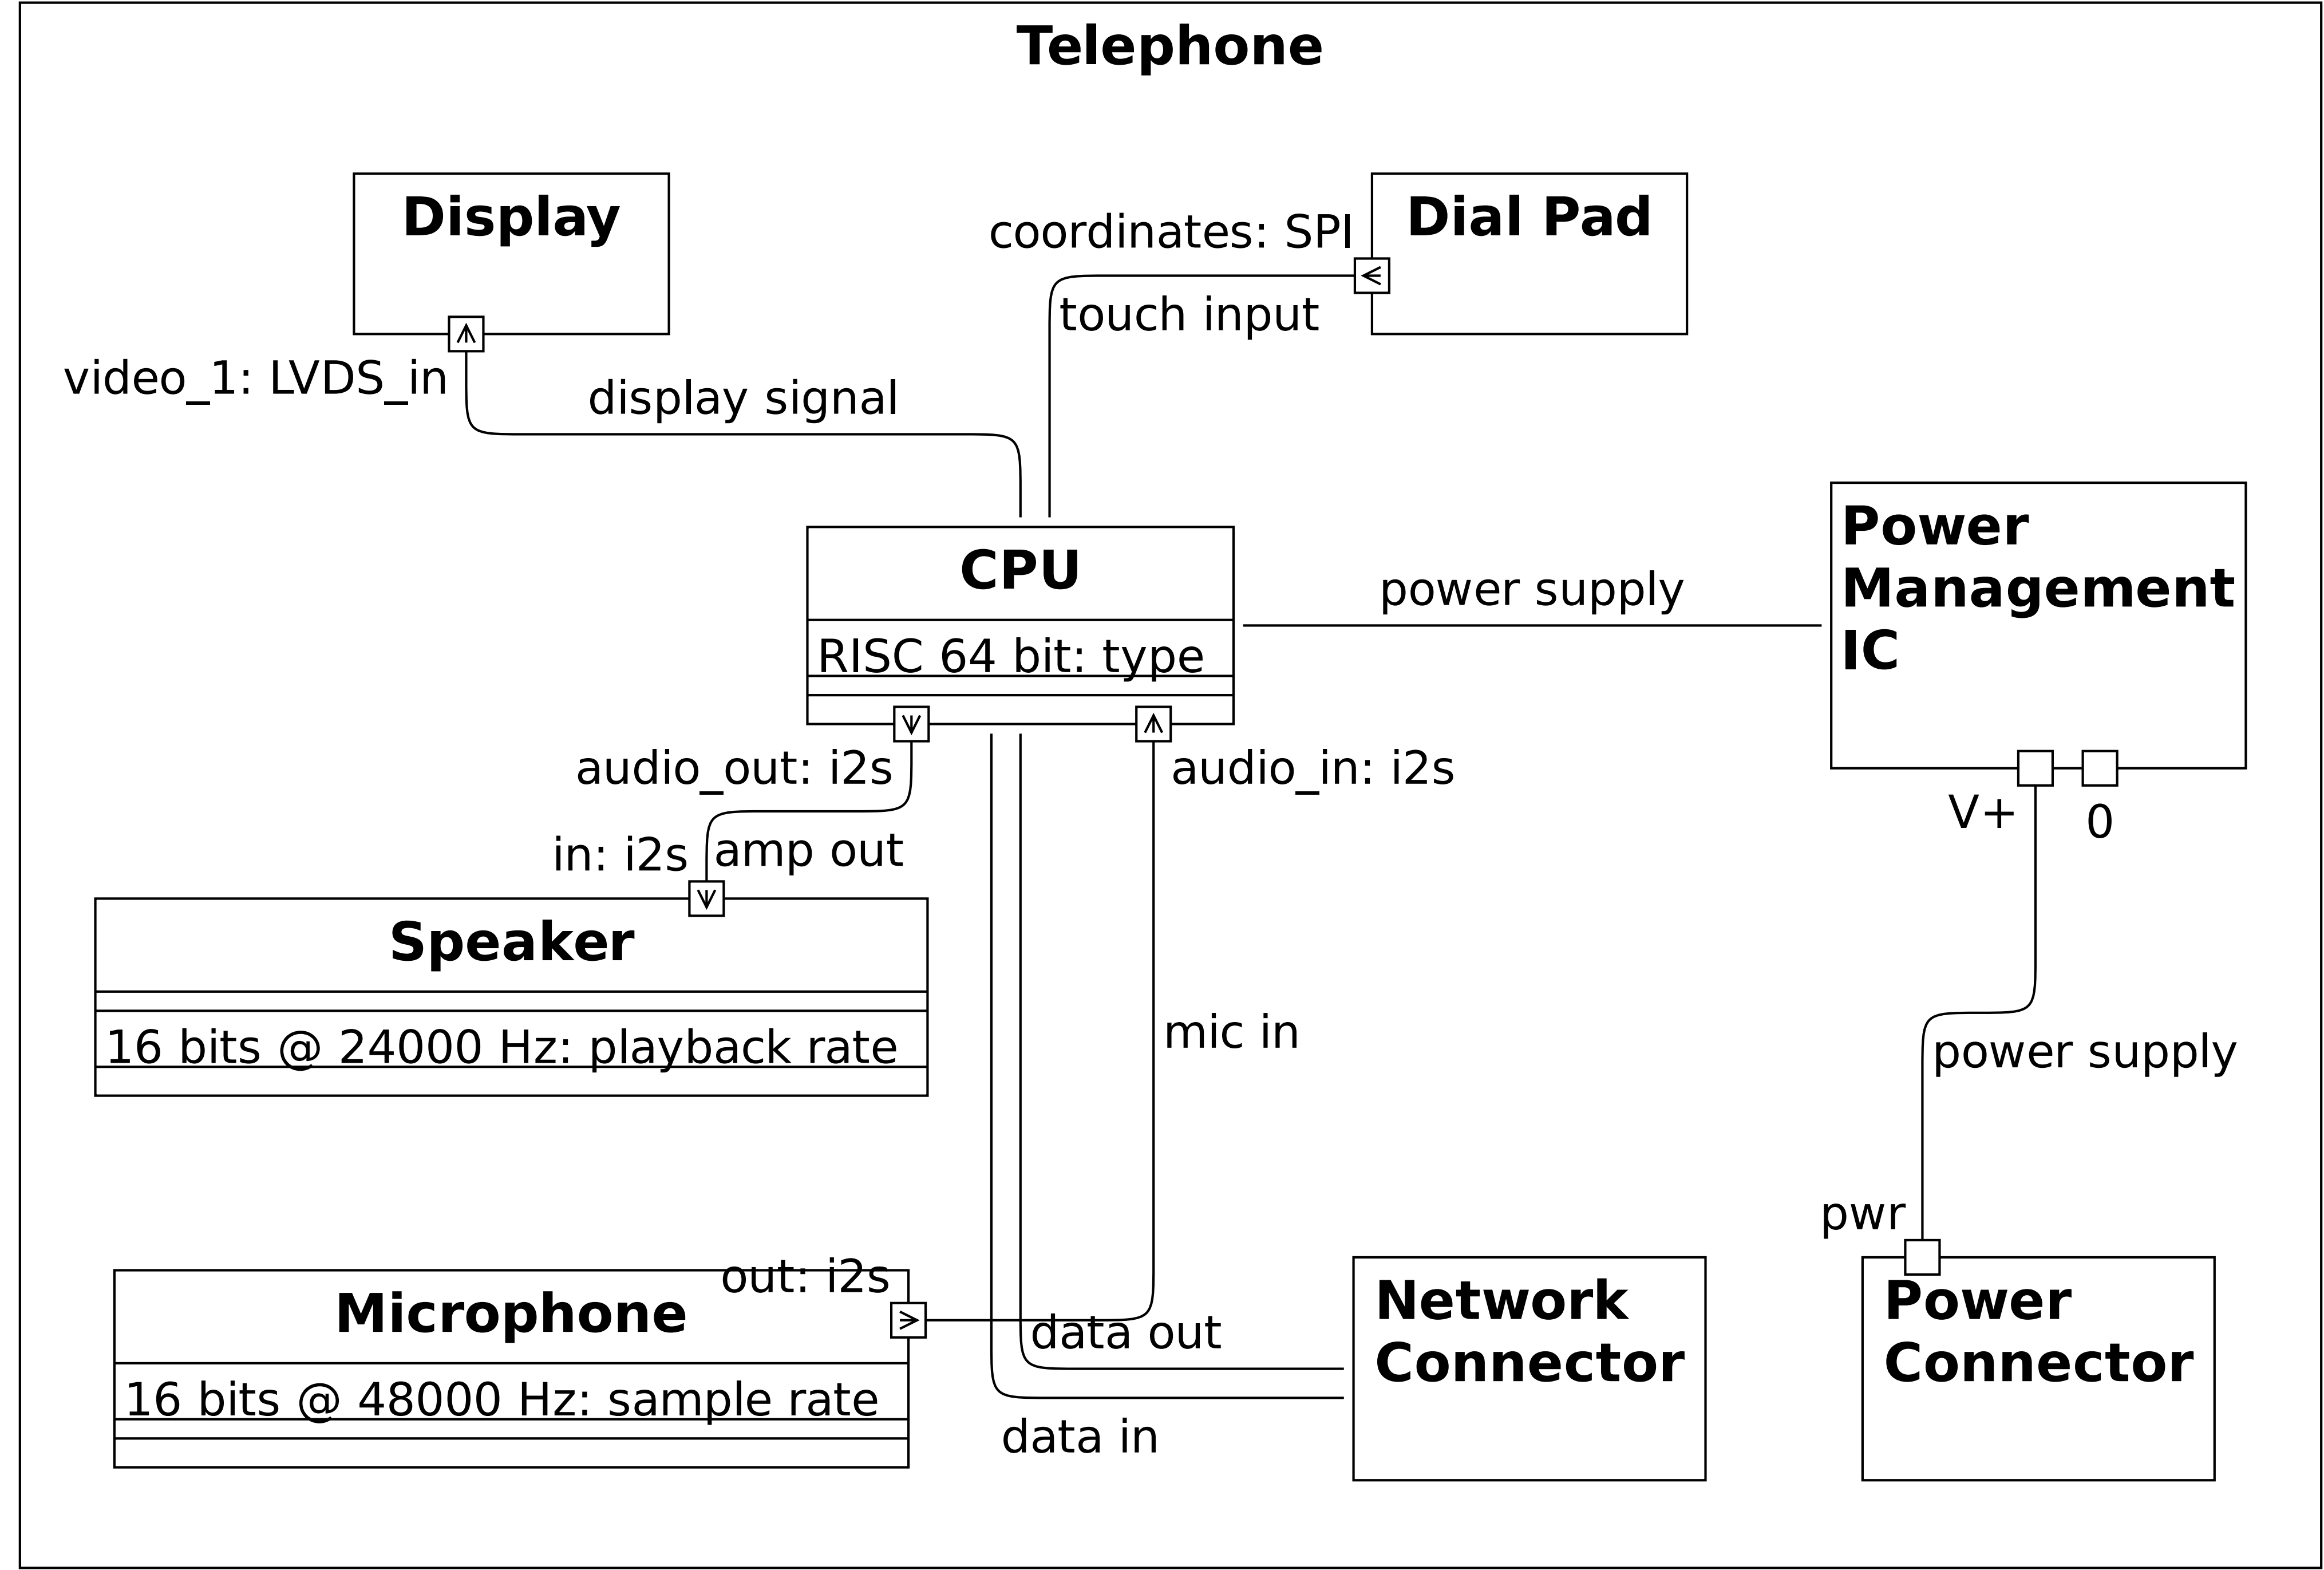 Telephone
Display
Dial Pad
coordinates: SPI
touch input
video_1: LVDS_in
display signal
Power
Management
IC
CPU
power supply
RISC 64 bit: type
audio_out: i2s
audio_in: i2s
V+
0
in: i2s
amp out
Speaker
16 bits @ 24000 Hz: playback rate
mic in
power supply
pwr
out: i2s
Microphone
16 bits @ 48000 Hz: sample rate
data out
data in
Network
Connector
Power
Connector